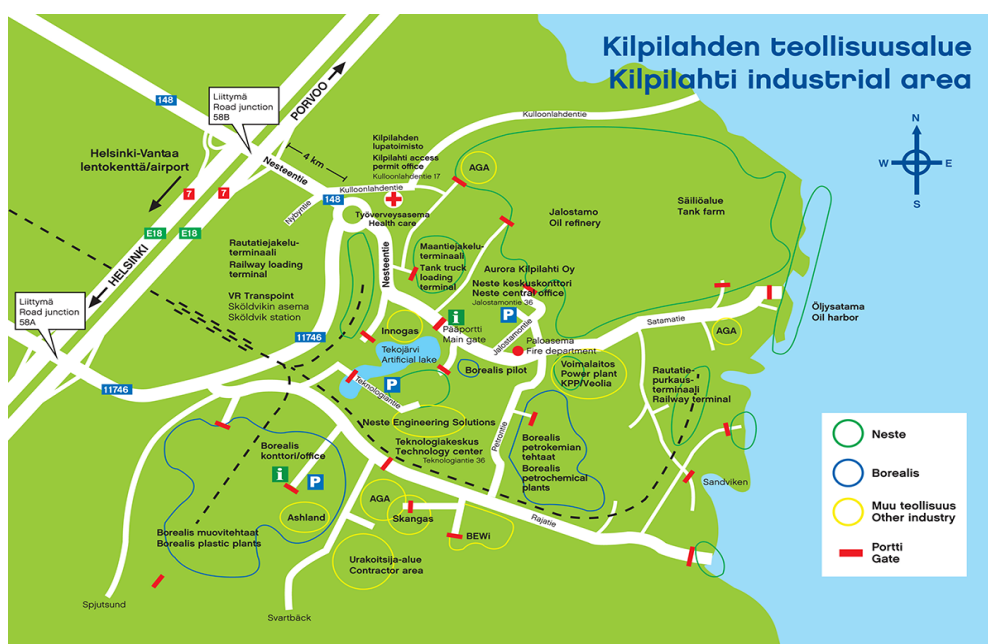 Kilpilahden teollisuusalue
Kilpilahti industrial area
N
W
E
S
148
Liittymä
Road junction
58B
PORVOO
4 km
Nesteentie
Helsinki-Vantaa
lentokenttä/airport
7
7
E18
E18
HELSINKI
Liittymä
Road junction
58A
11746
11746
148
Nybyntie
Kulloonlahdentie
Kulloonlahdentie
Kilpilahden
lupatoimisto
Kilpilahti access
permit office
Kulloonlahdentie 17
Työverveysasema
Health care
AGA
Jalostamo
Oil refinery
Säiliöalue
Tank farm
Rautatiejakelu-
terminaali
Railway loading
terminal
VR Transpoint
Sköldvikin asema
Sköldvik station
Nesteentie
Maantiejakelu-
terminaali
Tank truck
loading
terminal
Aurora Kilpilahti Oy
Neste keskuskonttori
Neste central office
Jalostamontie 36
i
P
Innogas
Pääportti
Main gate
Jalostamontie
Paloasema
Fire department
Satamatie
AGA
Öljysatama
Oil harbor
Tekojärvi
Artificial lake
P
Teknologiantie
Borealis pilot
Voimalaitos
Power plant
KPP/Veolia
Rautatie-
purkaus-
terminaali
Railway terminal
Neste Engineering Solutions
Teknologiakeskus
Technology center
Teknologiantie 36
Petrontie
Borealis
petrokemian
tehtaat
Borealis
petrochemical
plants
Sandviken
Borealis
konttori/office
i
P
Ashland
AGA
Skangas
BEWi
Rajatie
Borealis muovitehtaat
Borealis plastic plants
Urakoitsija-alue
Contractor area
Spjutsund
Svartbäck
Neste
Borealis
Muu teollisuus
Other industry
Portti
Gate